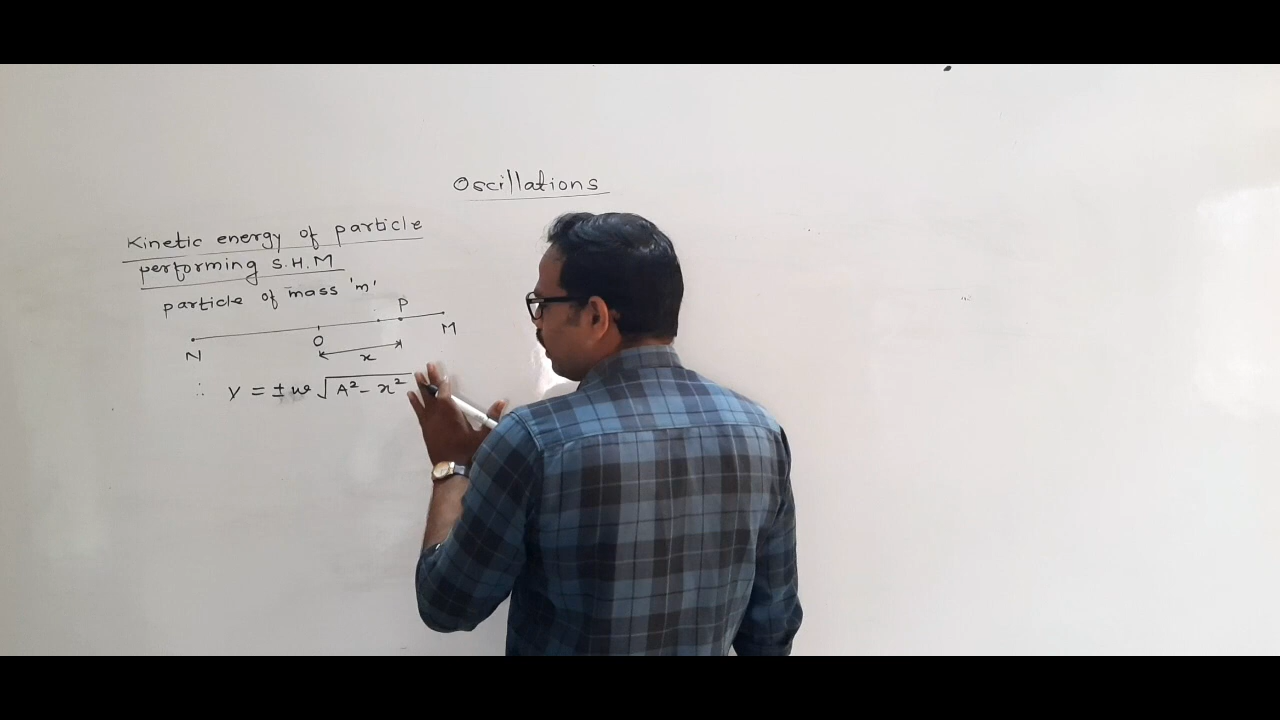 Oscillations
Kinetic energy of particle
performing S.H.M
particle of mass 'm'
P
N O M
x
∴ v = ± w √A² - x²